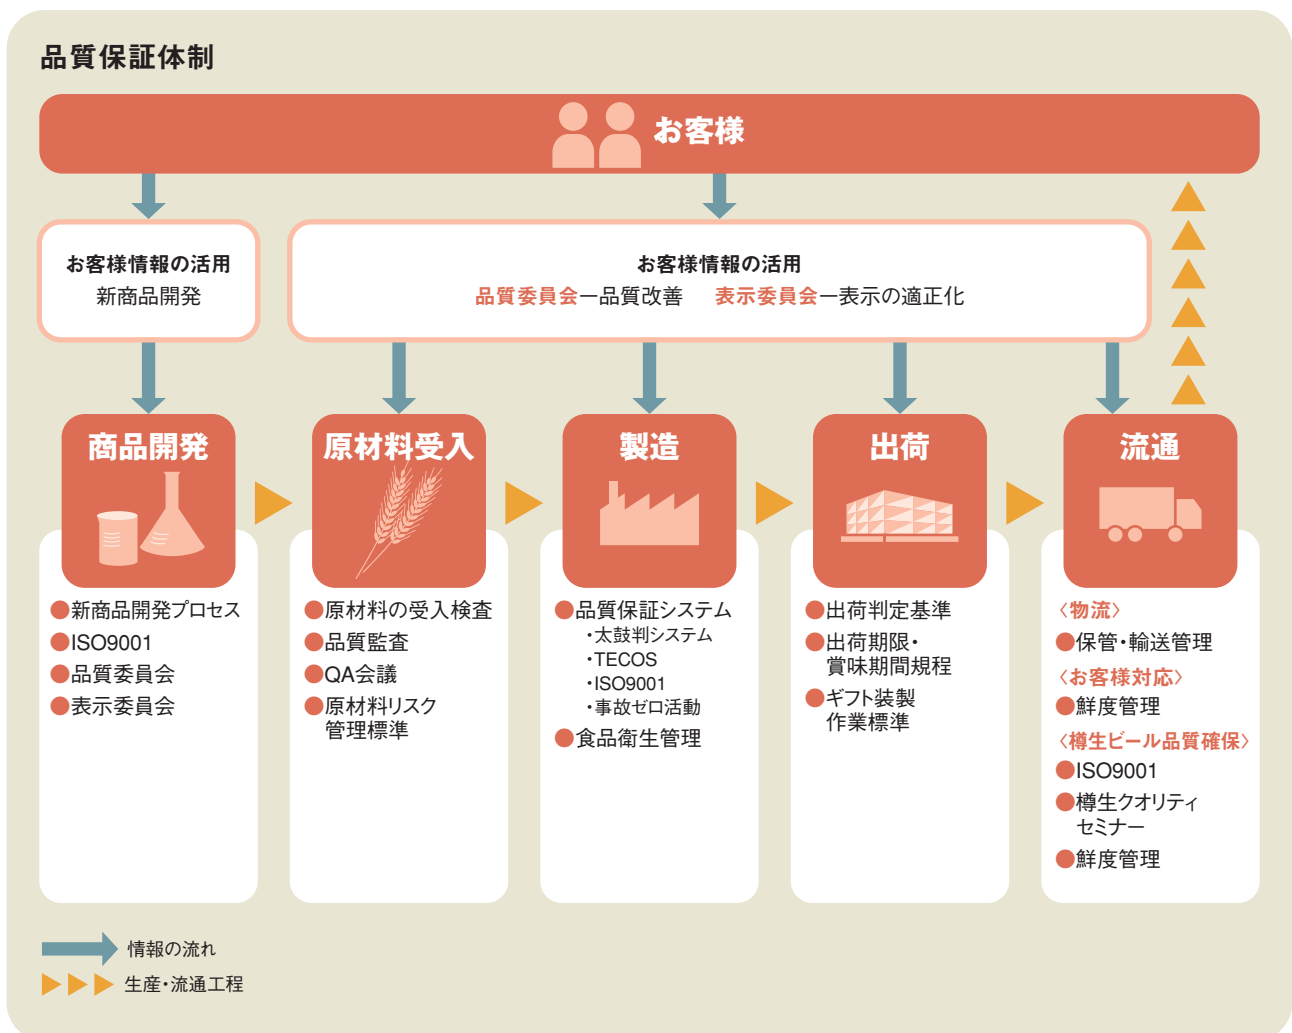 品質保証体制
お客様
お客様情報の活用
新商品開発
お客様情報の活用
品質委員会ー品質改善　表示委員会ー表示の適正化
商品開発
●新商品開発プロセス
●ISO9001
●品質委員会
●表示委員会
原材料受入
●原材料の受入検査
●品質監査
●QA会議
●原材料リスク
管理標準
製造
●品質保証システム
・太鼓判システム
・TECOS
・ISO9001
・事故ゼロ活動
●食品衛生管理
出荷
●出荷判定基準
●出荷期限・
賞味期間規程
●ギフト装製
作業標準
流通
〈物流〉
●保管・輸送管理
〈お客様対応〉
●鮮度管理
〈樽生ビール品質確保〉
●ISO9001
●樽生クオリティ
セミナー
●鮮度管理
情報の流れ
生産・流通工程